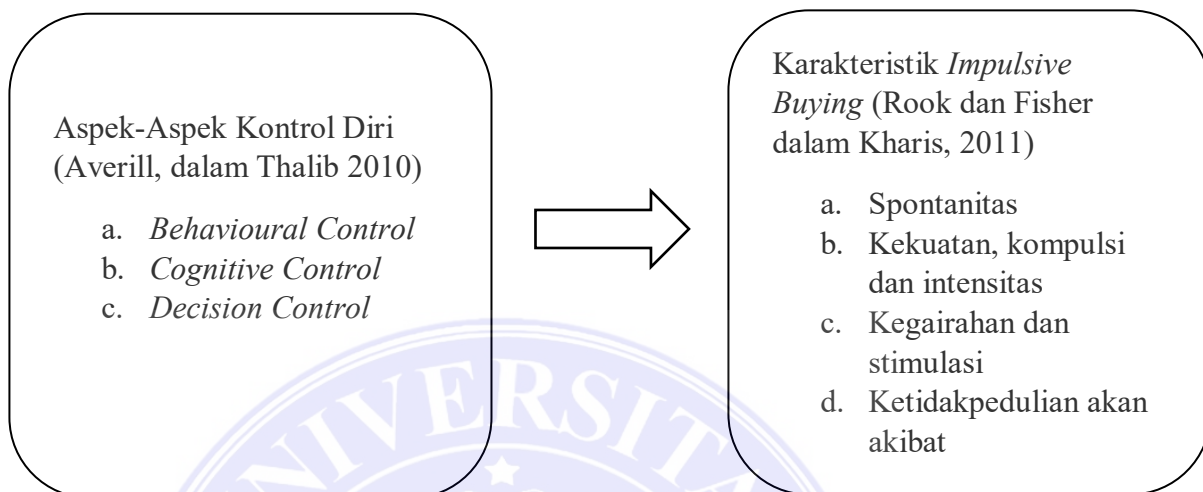 Aspek-Aspek Kontrol Diri
(Averill, dalam Thalib 2010)
a. Behavioural Control
b. Cognitive Control
c. Decision Control
Karakteristik Impulsive
Buying (Rook dan Fisher
dalam Kharis, 2011)
a. Spontanitas
b. Kekuatan, kompulsi
dan intensitas
c. Kegairahan dan
stimulasi
d. Ketidakpedulian akan
akibat